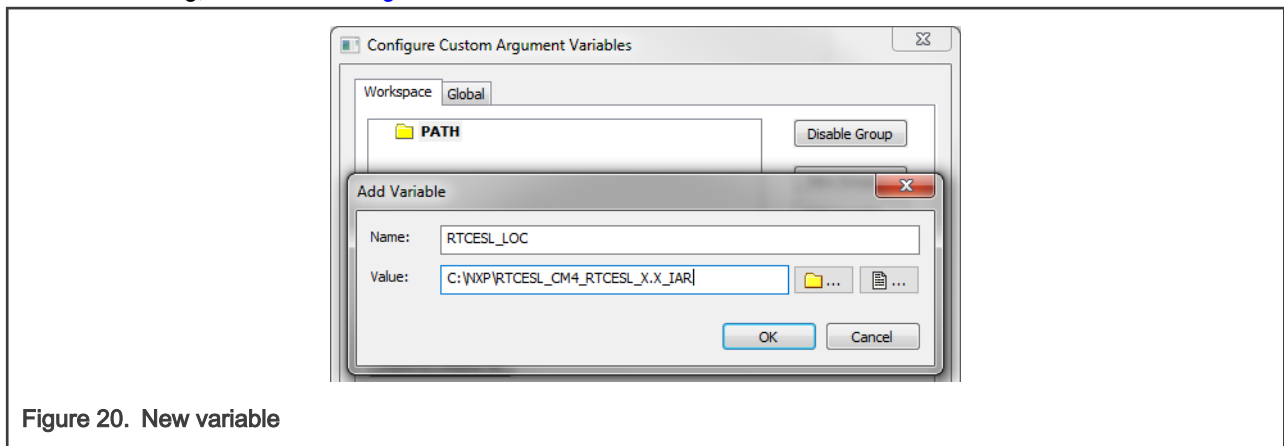 Configure Custom Argument Variables
Workspace Global
PATH
Disable Group
Add Variable
Name: RTCESL_LOC
Value: C:\NXP\RTCESL_CM4_RTCESL_X.X_IAR ... ...
OK Cancel
Figure 20. New variable